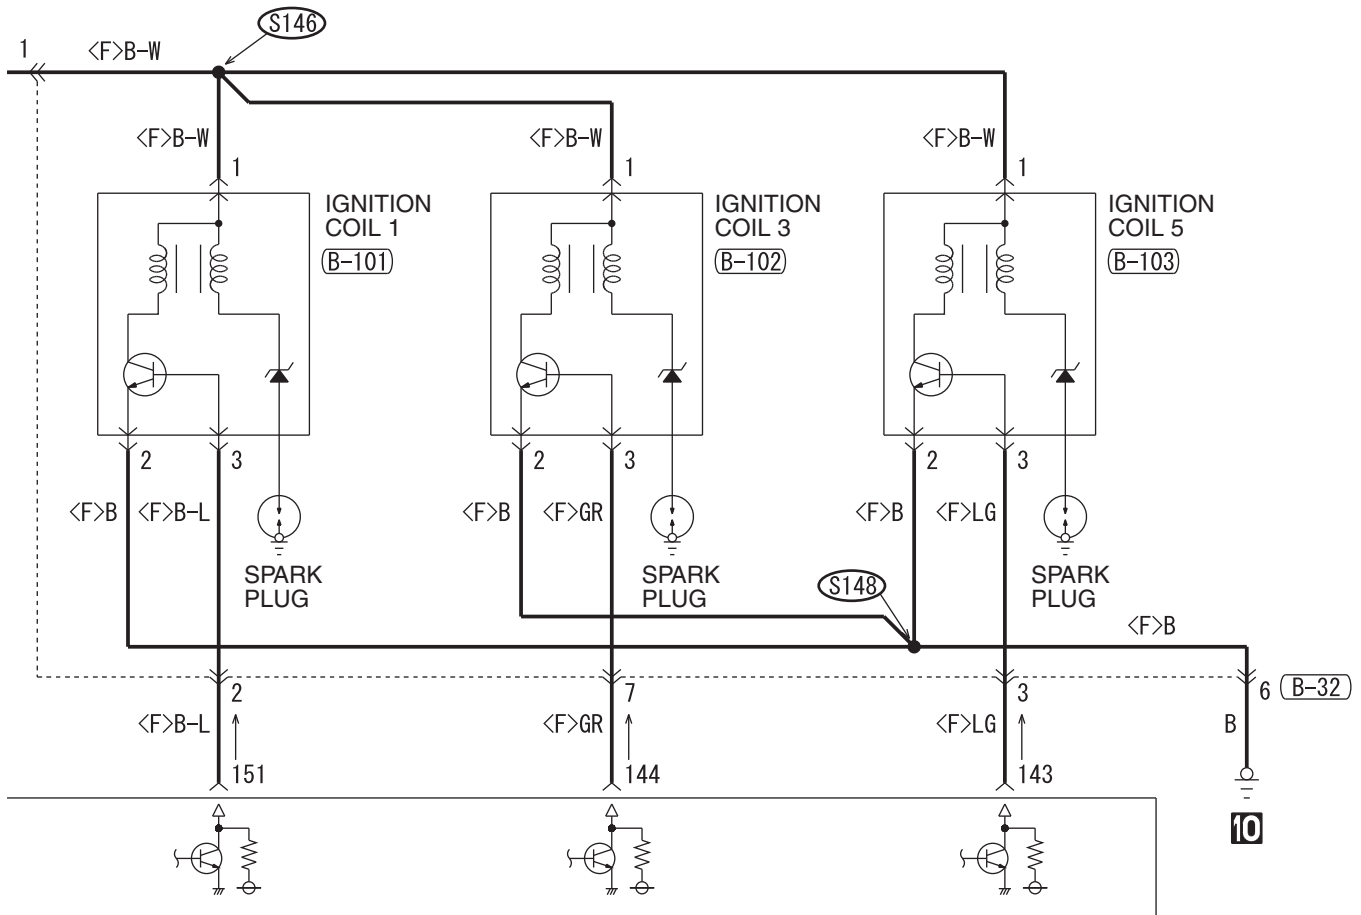 S146
1 <F>B-W
<F>B-W <F>B-W <F>B-W
1 1 1
IGNITION COIL 1 B-101
IGNITION COIL 3 B-102
IGNITION COIL 5 B-103
2 3 2 3 2 3
<F>B <F>B-L <F>B <F>GR <F>B <F>LG
SPARK PLUG SPARK PLUG SPARK PLUG
S148
<F>B
2 7 3 6 B-32
<F>B-L <F>GR <F>LG B
151 144 143
10